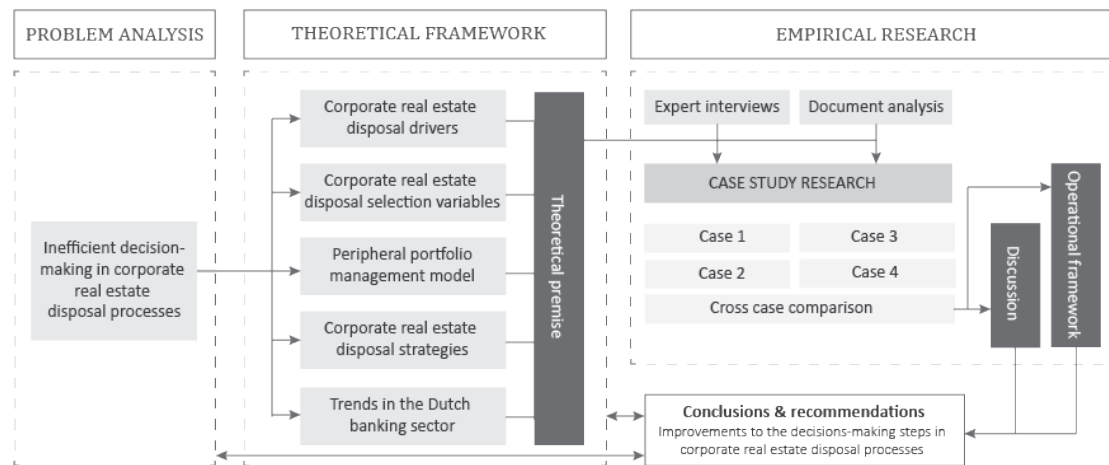 PROBLEM ANALYSIS
THEORETICAL FRAMEWORK
EMPIRICAL RESEARCH
Inefficient decision-
making in corporate
real estate
disposal processes
Corporate real estate
disposal drivers
Corporate real estate
disposal selection variables
Peripheral portfolio
management model
Corporate real estate
disposal strategies
Trends in the Dutch
banking sector
Theoretical premise
Expert interviews
Document analysis
CASE STUDY RESEARCH
Case 1
Case 3
Case 2
Case 4
Cross case comparison
Discussion
Operational framework
Conclusions & recommendations
Improvements to the decisions-making steps in
corporate real estate disposal processes